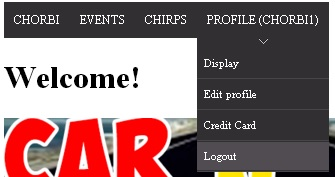 CHORBI EVENTS CHIRPS PROFILE (CHORBI1)
Display
Welcome!
Edit profile
Credit Card
Logout
CAR